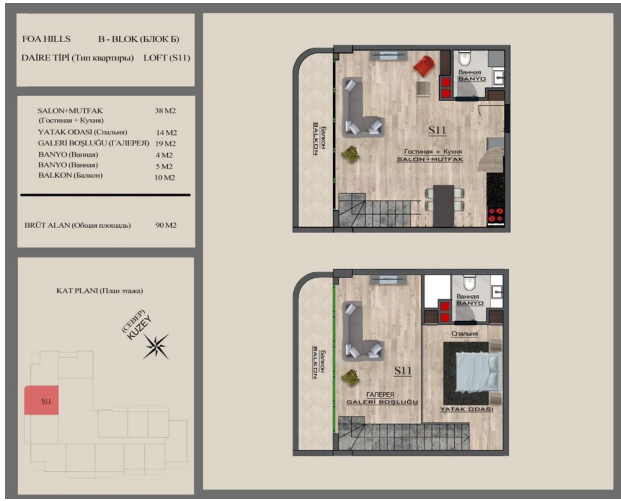 FOA HILLS B - BLOK (БЛОК Б)
DAİRE TİPİ (Тип квартиры) LOFT (S11)
SALON+MUTFAK 38 M2
(Гостиная + Кухня)
YATAK ODASI (Спальня) 14 M2
GALERİ BOŞLUĞU (ГАЛЕРЕЯ) 19 M2
BANYO (Ванная) 4 M2
BANYO (Ванная) 5 M2
BALKON (Балкон) 10 M2
BRÜT ALAN (Общая площадь) 90 M2
KAT PLANI (План этажа)
(СЕВЕР)
KUZEY
S11
Ванная
BANYO
S11
Гостиная + Кухня
SALON+MUTFAK
Балкон
BALKON
Ванная
BANYO
Спальня
S11
ГАЛЕРЕЯ
GALERİ BOŞLUĞU
YATAK ODASI
Балкон
BALKON